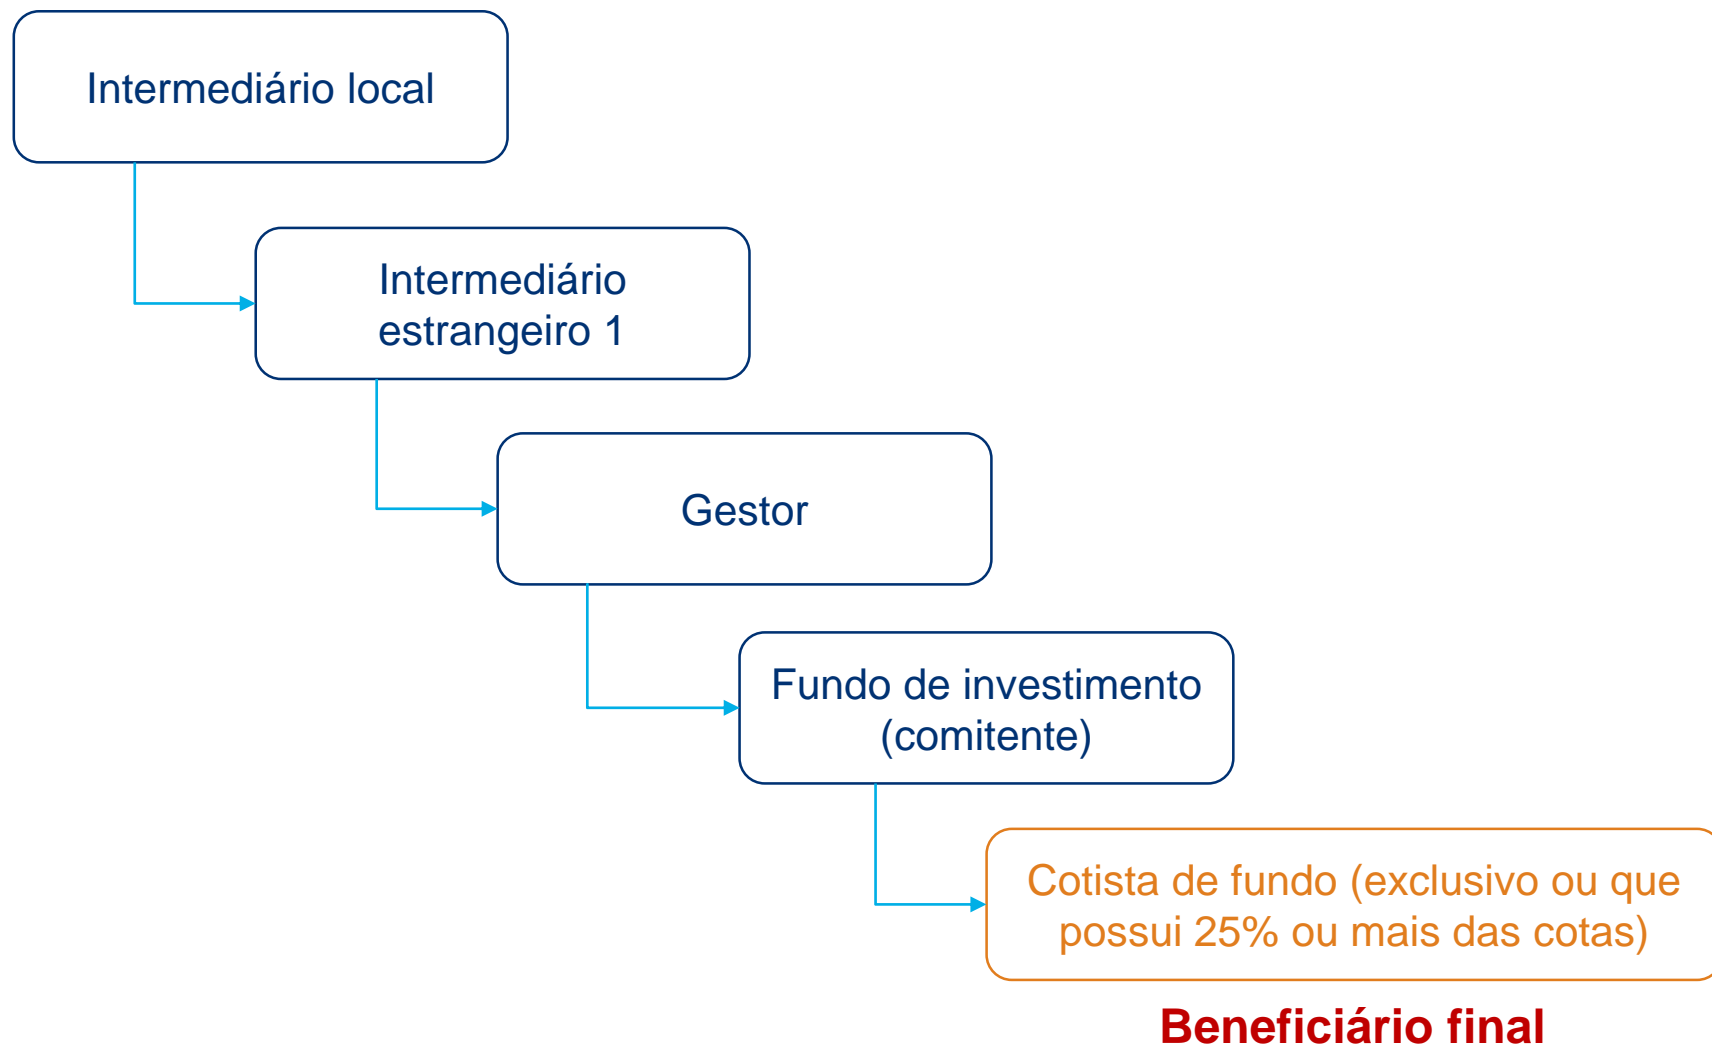 Intermediário local
Intermediário
estrangeiro 1
Gestor
Fundo de investimento
(comitente)
Cotista de fundo (exclusivo ou que
possui 25% ou mais das cotas)
Beneficiário final